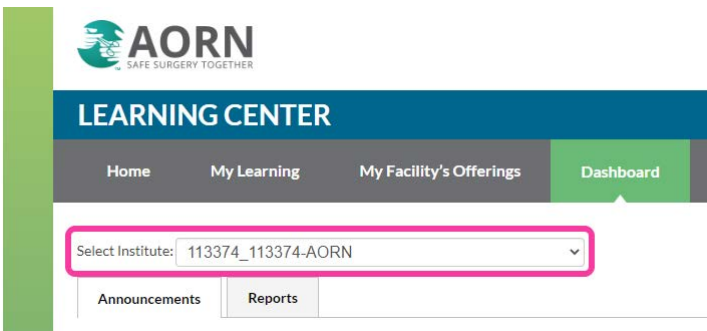 AORN
SAFE SURGERY TOGETHER
LEARNING CENTER
Home My Learning My Facility's Offerings Dashboard
Select Institute: 113374_113374-AORN
Announcements Reports